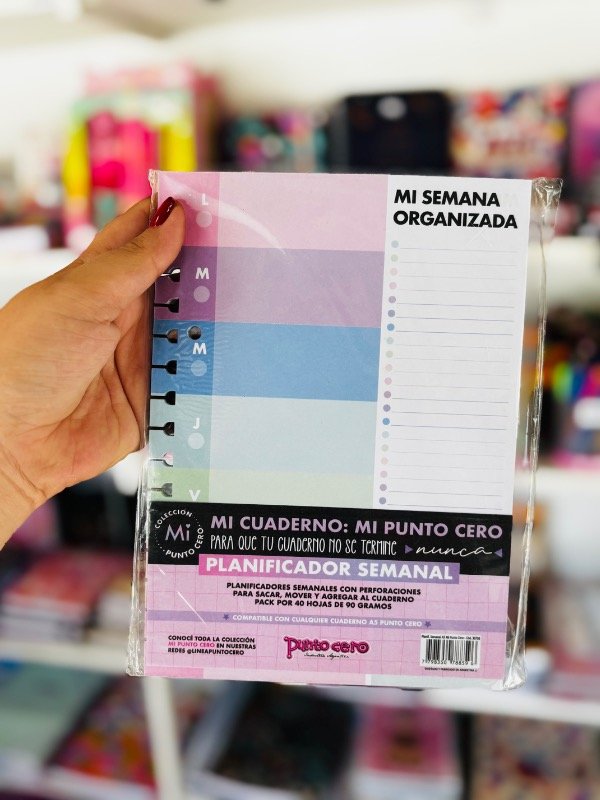 L
MI SEMANA
ORGANIZADA
M
M
J
V
COLECCIÓN
Mi
PUNTO CERO
MI CUADERNO: MI PUNTO CERO
PARA QUE TU CUADERNO NO SE TERMINE nunca
PLANIFICADOR SEMANAL
PLANIFICADORES SEMANALES CON PERFORACIONES
PARA SACAR, MOVER Y AGREGAR AL CUADERNO
PACK POR 40 HOJAS DE 90 GRAMOS
COMPATIBLE CON CUALQUIER CUADERNO A5 PUNTO CERO
CONOCÉ TODA LA COLECCIÓN
MI PUNTO CERO EN NUESTRAS
REDES @LINEAPUNTOCERO
Punto cero
Industria Argentina